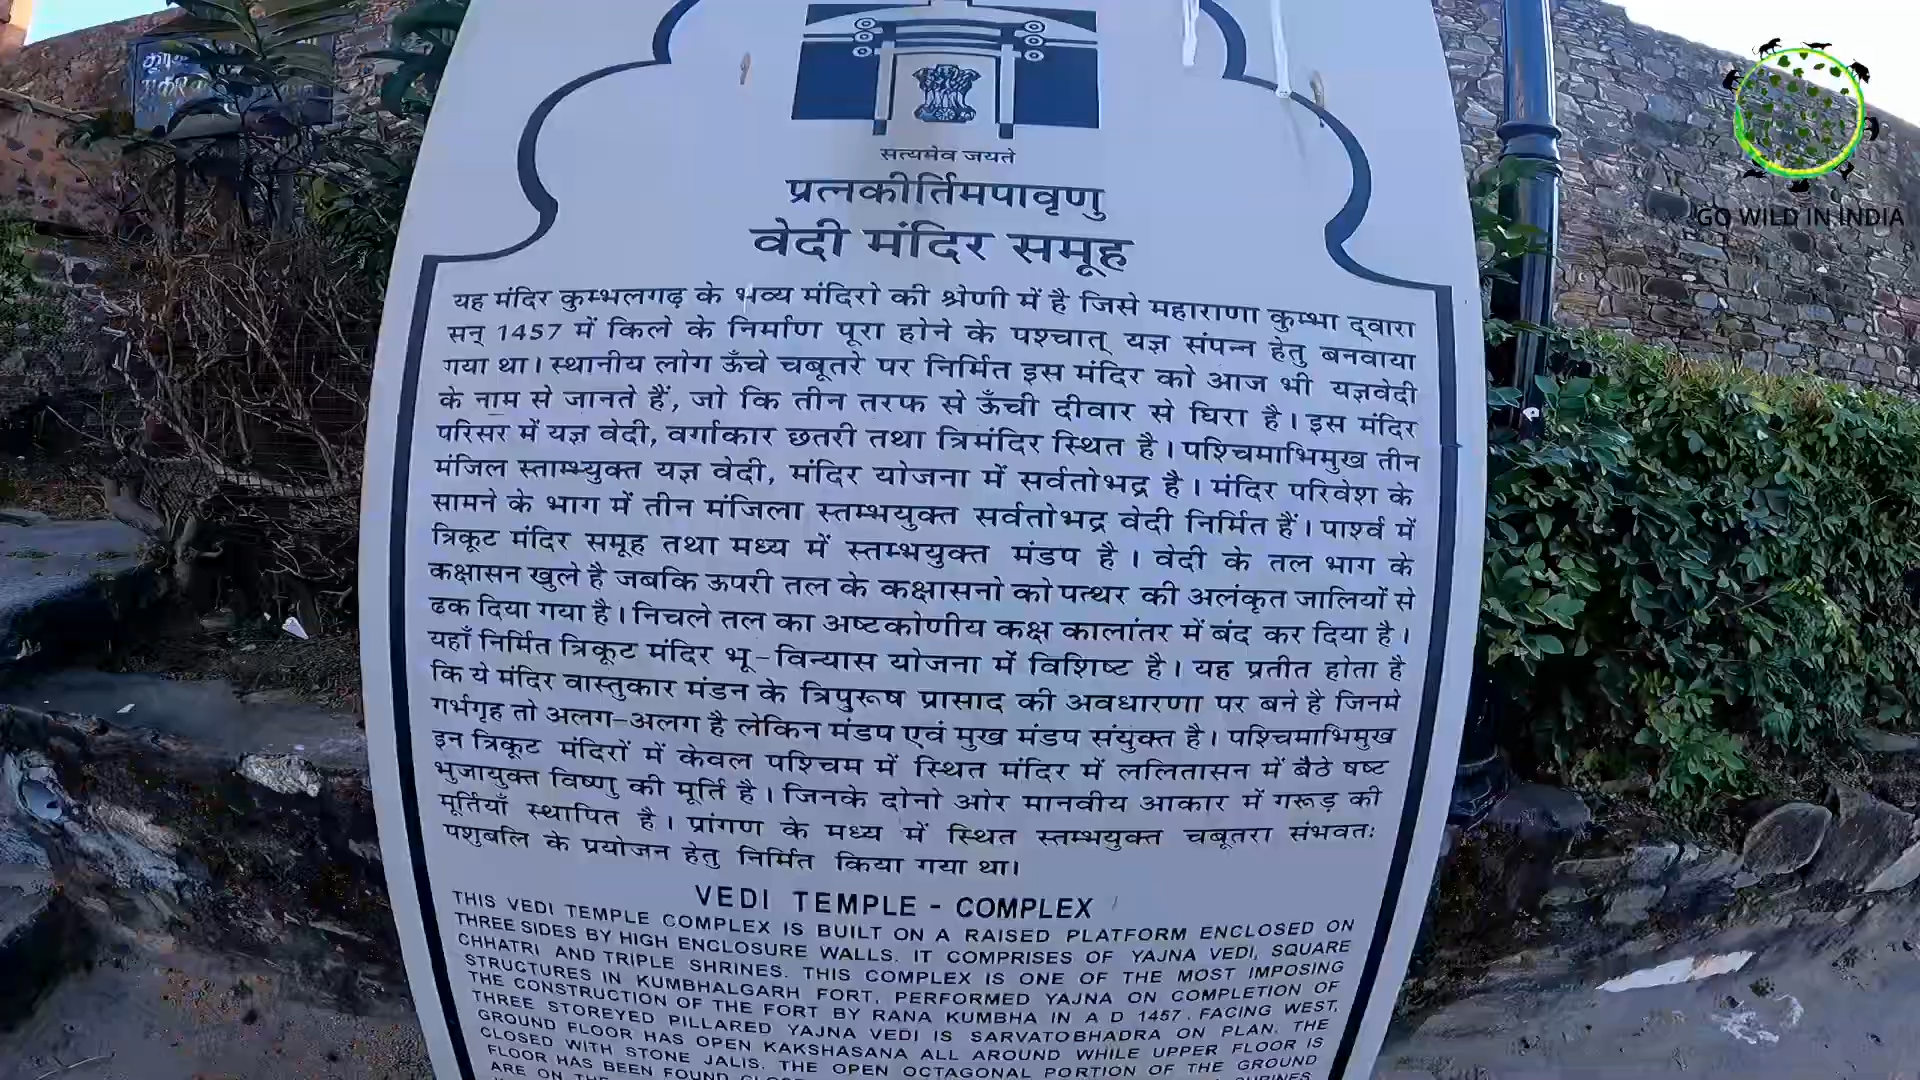 GO WILD IN INDIA
सत्यमेव जयते
प्रत्नकीर्तिमपावृणु
वेदी मंदिर समूह
यह मंदिर कुम्भलगढ़ के भव्य मंदिरो की श्रेणी में है जिसे महाराणा कुम्भा द्वारा
सन् 1457 में किले के निर्माण पूरा होने के पश्चात् यज्ञ संपन्न हेतु बनवाया
गया था। स्थानीय लोग ऊँचे चबूतरे पर निर्मित इस मंदिर को आज भी यज्ञवेदी
के नाम से जानते हैं, जो कि तीन तरफ से ऊँची दीवार से घिरा है। इस मंदिर
परिसर में यज्ञ वेदी, वर्गाकार छतरी तथा त्रिमंदिर स्थित है। पश्चिमाभिमुख तीन
मंजिल स्ताम्भ्युक्त यज्ञ वेदी, मंदिर योजना में सर्वतोभद्र है। मंदिर परिवेश के
सामने के भाग में तीन मंजिला स्तम्भयुक्त सर्वतोभद्र वेदी निर्मित हैं। पार्श्व में
त्रिकूट मंदिर समूह तथा मध्य में स्तम्भयुक्त मंडप है। वेदी के तल भाग के
कक्षासन खुले है जबकि ऊपरी तल के कक्षासनो को पत्थर की अलंकृत जालियों से
ढक दिया गया है। निचले तल का अष्टकोणीय कक्ष कालांतर में बंद कर दिया है।
यहाँ निर्मित त्रिकूट मंदिर भू-विन्यास योजना में विशिष्ट है। यह प्रतीत होता है
कि ये मंदिर वास्तुकार मंडन के त्रिपुरूष प्रासाद की अवधारणा पर बने है जिनमे
गर्भगृह तो अलग-अलग है लेकिन मंडप एवं मुख मंडप संयुक्त है। पश्चिमाभिमुख
इन त्रिकूट मंदिरों में केवल पश्चिम में स्थित मंदिर में ललितासन में बैठे षष्ट
भुजायुक्त विष्णु की मूर्ति है। जिनके दोनो ओर मानवीय आकार में गरूड़ की
मूर्तियाँ स्थापित है। प्रांगण के मध्य में स्थित स्तम्भयुक्त चबूतरा संभवतः
पशुबलि के प्रयोजन हेतु निर्मित किया गया था।
VEDI TEMPLE - COMPLEX
THIS VEDI TEMPLE COMPLEX IS BUILT ON A RAISED PLATFORM ENCLOSED ON
THREE SIDES BY HIGH ENCLOSURE WALLS. IT COMPRISES OF YAJNA VEDI, SQUARE
CHHATRI AND TRIPLE SHRINES. THIS COMPLEX IS ONE OF THE MOST IMPOSING
STRUCTURES IN KUMBHALGARH FORT, PERFORMED YAJNA ON COMPLETION OF
THE CONSTRUCTION OF THE FORT BY RANA KUMBHA IN A D 1457. FACING WEST,
THREE STOREYED PILLARED YAJNA VEDI IS SARVATOBHADRA ON PLAN. THE
GROUND FLOOR HAS OPEN KAKSHASANA ALL AROUND WHILE UPPER FLOOR IS
CLOSED WITH STONE JALIS. THE OPEN OCTAGONAL PORTION OF THE GROUND
FLOOR HAS BEEN FOUND SHRINES
ARE ON THE